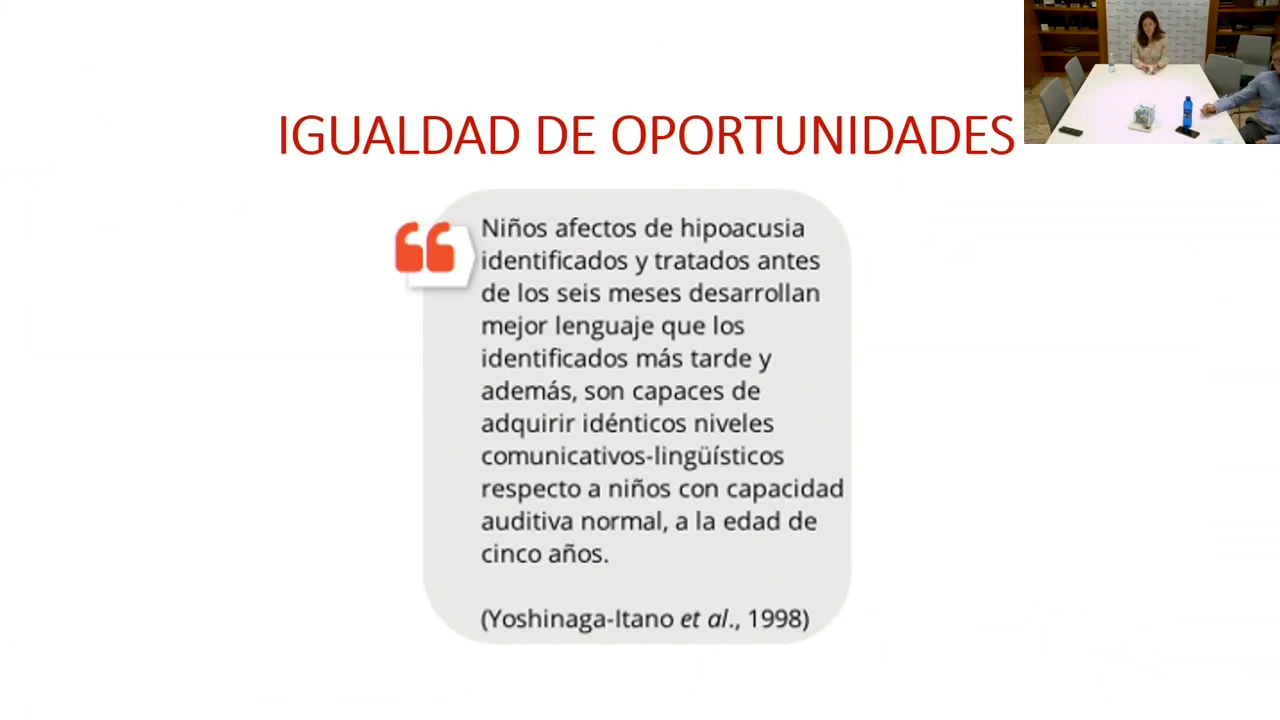 IGUALDAD DE OPORTUNIDADES
Niños afectos de hipoacusia
identificados y tratados antes
de los seis meses desarrollan
mejor lenguaje que los
identificados más tarde y
además, son capaces de
adquirir idénticos niveles
comunicativos-lingüísticos
respecto a niños con capacidad
auditiva normal, a la edad de
cinco años.
(Yoshinaga-Itano et al., 1998)